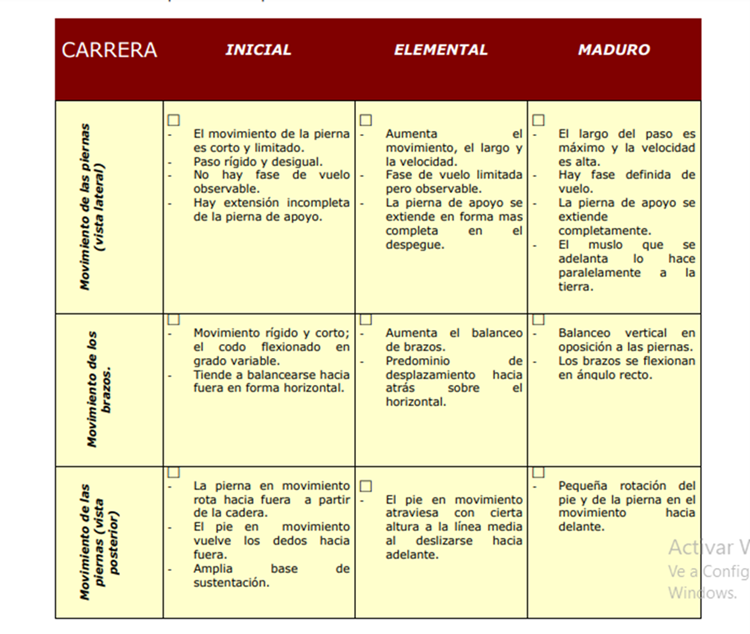 CARRERA
INICIAL
ELEMENTAL
MADURO
Movimiento de las piernas
(vista lateral)
- El movimiento de la pierna
es corto y limitado.
- Paso rígido y desigual.
- No hay fase de vuelo
observable.
- Hay extensión incompleta
de la pierna de apoyo.
- Aumenta el
movimiento, el largo y
la velocidad.
- Fase de vuelo limitada
pero observable.
- La pierna de apoyo se
extiende en forma mas
completa en el
despegue.
- El largo del paso es
máximo y la velocidad
es alta.
- Hay fase definida de
vuelo.
- La pierna de apoyo se
extiende
completamente.
- El muslo que se
adelanta lo hace
paralelamente a la
tierra.
Movimiento de los
brazos.
- Movimiento rígido y corto;
el codo flexionado en
grado variable.
- Tiende a balancearse hacia
fuera en forma horizontal.
- Aumenta el balanceo
de brazos.
- Predominio de
desplazamiento hacia
atrás sobre el
horizontal.
- Balanceo vertical en
oposición a las piernas.
- Los brazos se flexionan
en ángulo recto.
Movimiento de las
piernas (vista
posterior)
- La pierna en movimiento
rota hacia fuera a partir
de la cadera.
- El pie en movimiento
vuelve los dedos hacia
fuera.
- Amplia base de
sustentación.
- El pie en movimiento
atraviesa con cierta
altura a la línea media
al deslizarse hacia
adelante.
- Pequeña rotación del
pie y de la pierna en el
movimiento hacia
delante.
Activar W
Ve a Config
Windows.